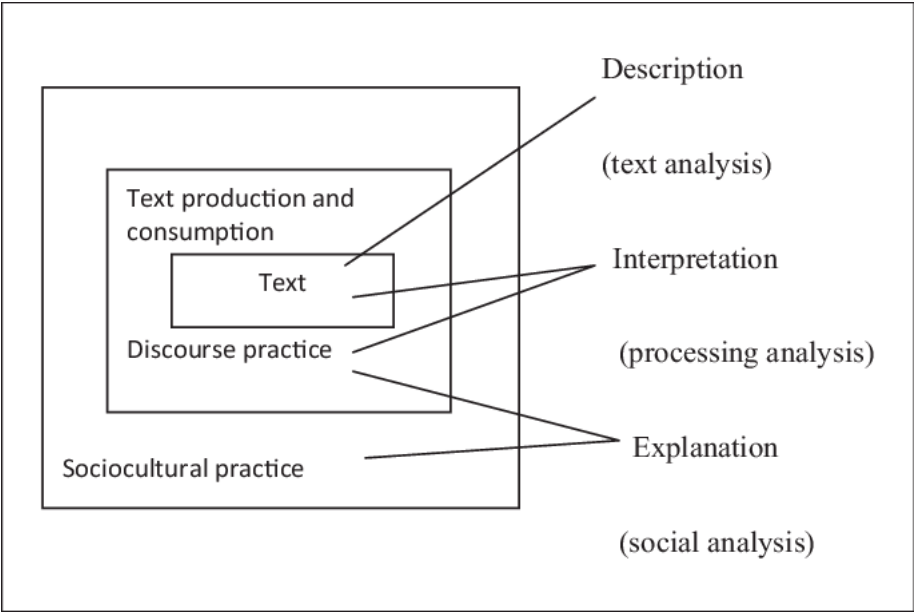 Description
(text analysis)
Text production and
consumption
Text
Interpretation
Discourse practice
(processing analysis)
Explanation
Sociocultural practice
(social analysis)